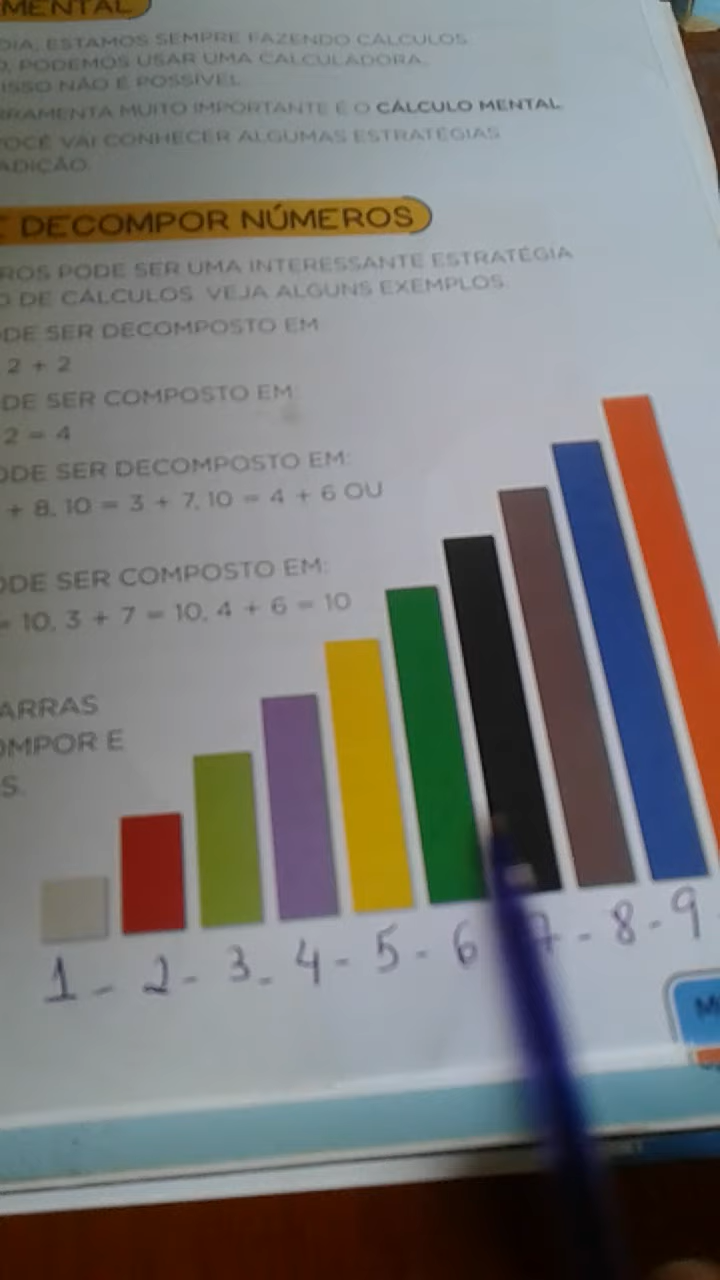 MENTAL
DIA, ESTAMOS SEMPRE FAZENDO CÁLCULOS.
PODEMOS USAR UMA CALCULADORA.
ISSO NÃO É POSSÍVEL.
RRAMENTA MUITO IMPORTANTE É O CÁLCULO MENTAL.
VOCÊ VAI CONHECER ALGUMAS ESTRATÉGIAS
ADIÇÃO.
E DECOMPOR NÚMEROS
ROS PODE SER UMA INTERESSANTE ESTRATÉGIA
O DE CÁLCULOS. VEJA ALGUNS EXEMPLOS.
DE SER DECOMPOSTO EM:
2 + 2
DE SER COMPOSTO EM:
2 = 4
ODE SER DECOMPOSTO EM:
+ 8, 10 = 3 + 7, 10 = 4 + 6 OU
ODE SER COMPOSTO EM:
= 10, 3 + 7 = 10, 4 + 6 = 10
ARRAS
OMPOR E
S.
1 - 2 - 3 - 4 - 5 - 6 7 - 8 - 9
M